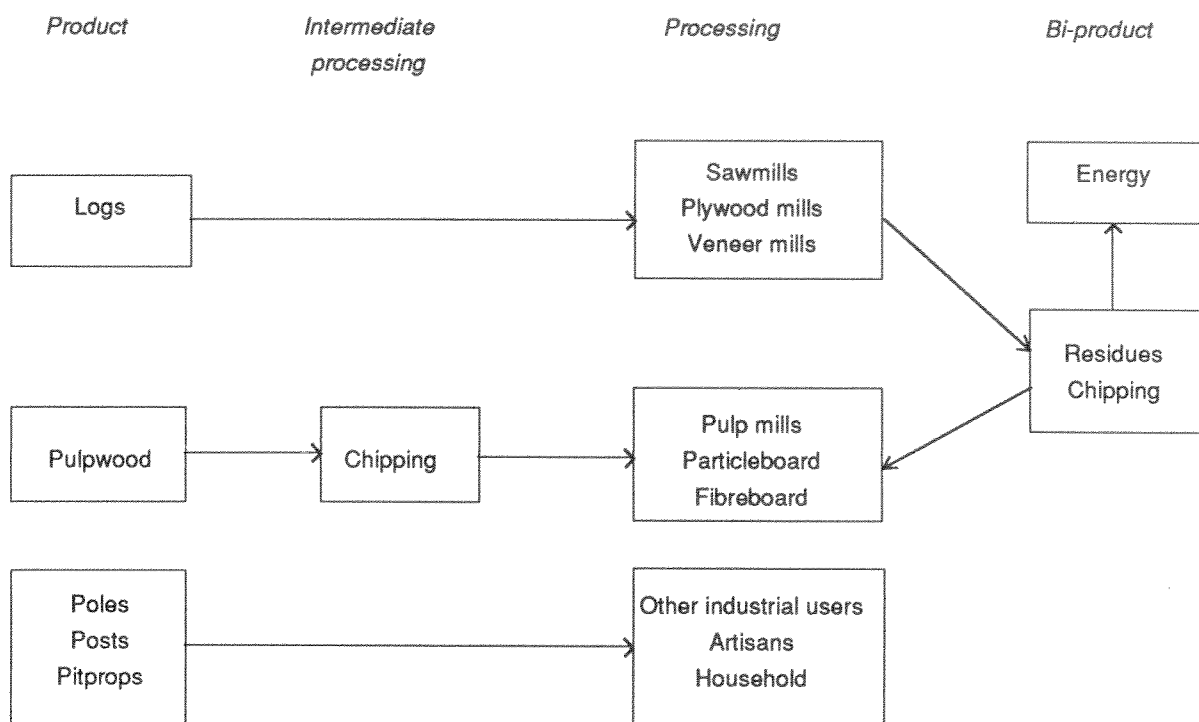 Product
Intermediate
processing
Processing
Bi-product
Logs
Sawmills
Plywood mills
Veneer mills
Energy
Residues
Chipping
Pulpwood
Chipping
Pulp mills
Particleboard
Fibreboard
Poles
Posts
Pitprops
Other industrial users
Artisans
Household